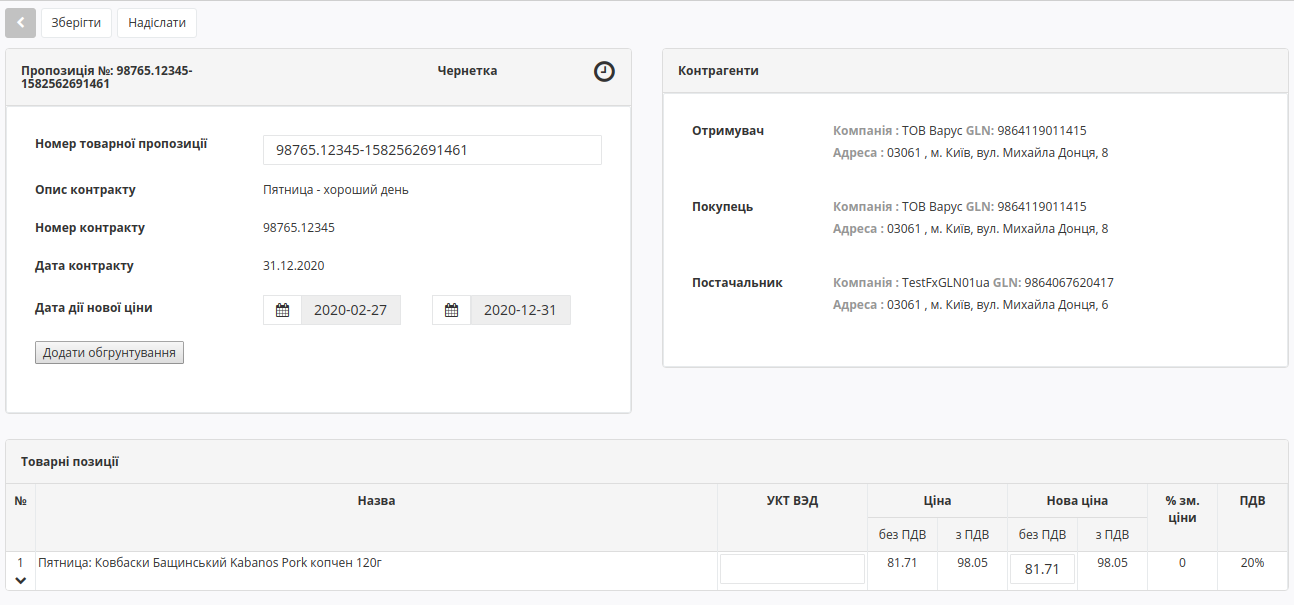 Зберігти
Надіслати
Пропозиція №: 98765.12345-
1582562691461
Чернетка
Номер товарної пропозиції
98765.12345-1582562691461
Опис контракту
Пятница - хороший день
Номер контракту
98765.12345
Дата контракту
31.12.2020
Дата дії нової ціни
2020-02-27
2020-12-31
Додати обгрунтування
Контрагенти
Отримувач
Компанія : ТОВ Варус GLN: 9864119011415
Адреса : 03061 , м. Київ, вул. Михайла Донця, 8
Покупець
Компанія : ТОВ Варус GLN: 9864119011415
Адреса : 03061 , м. Київ, вул. Михайла Донця, 8
Постачальник
Компанія : TestFxGLN01ua GLN: 9864067620417
Адреса : 03061 , м. Київ, вул. Михайла Донця, 6
Товарні позиції
№
Назва
УКТ ВЭД
Ціна
Нова ціна
% зм.
ціни
ПДВ
без ПДВ
з ПДВ
без ПДВ
з ПДВ
1
Пятница: Ковбаски Бащинський Kabanos Pork копчен 120г
81.71
98.05
81.71
98.05
0
20%